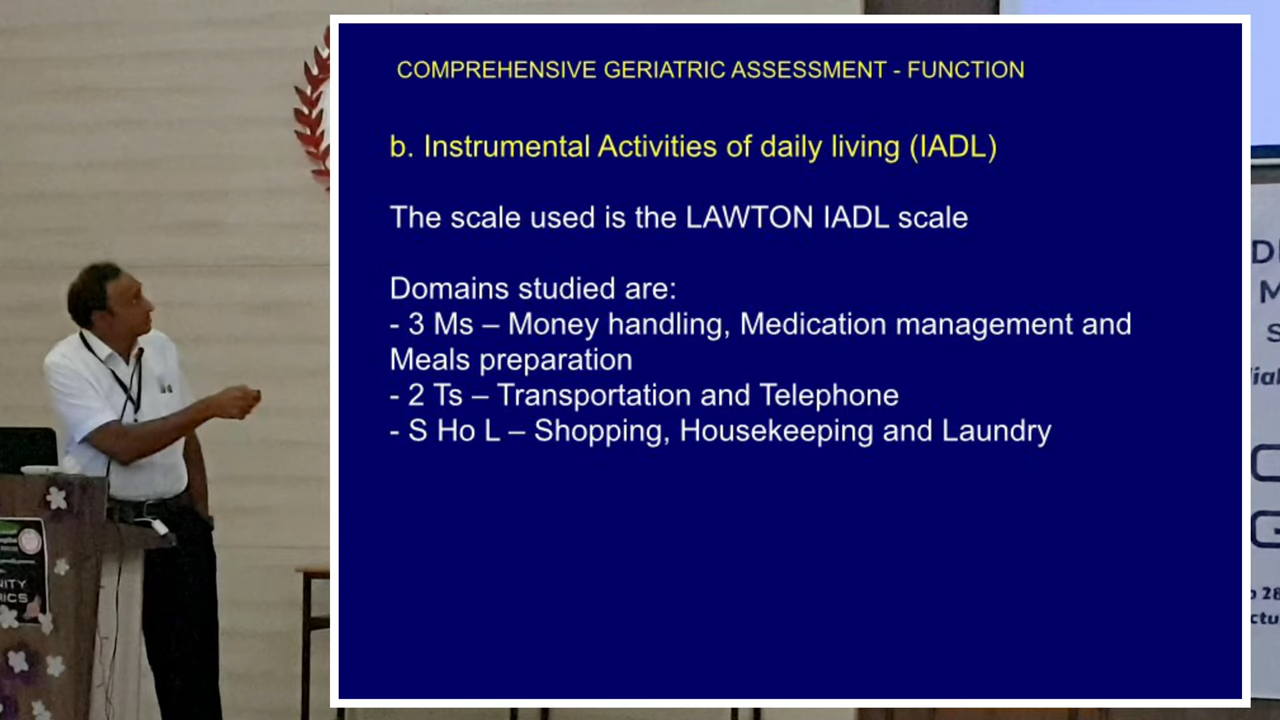 COMPREHENSIVE GERIATRIC ASSESSMENT - FUNCTION
b. Instrumental Activities of daily living (IADL)
The scale used is the LAWTON IADL scale
Domains studied are:
- 3 Ms – Money handling, Medication management and
Meals preparation
- 2 Ts – Transportation and Telephone
- S Ho L – Shopping, Housekeeping and Laundry